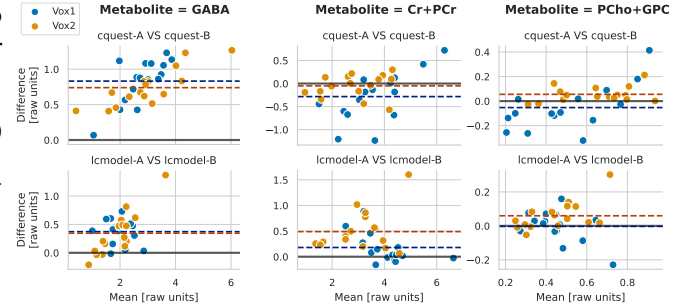 Vox1
Vox2
Metabolite = GABA
Metabolite = Cr+PCr
Metabolite = PCho+GPC
cquest-A VS cquest-B
cquest-A VS cquest-B
cquest-A VS cquest-B
Difference
[raw units]
1.0
0.5
0.0
0.5
0.0
−0.5
−1.0
0.4
0.2
0.0
−0.2
lcmodel-A VS lcmodel-B
lcmodel-A VS lcmodel-B
lcmodel-A VS lcmodel-B
Difference
[raw units]
1.0
0.5
0.0
1.5
1.0
0.5
0.0
0.2
0.0
−0.2
2
4
6
2
4
6
0.2
0.4
0.6
0.8
Mean [raw units]
Mean [raw units]
Mean [raw units]